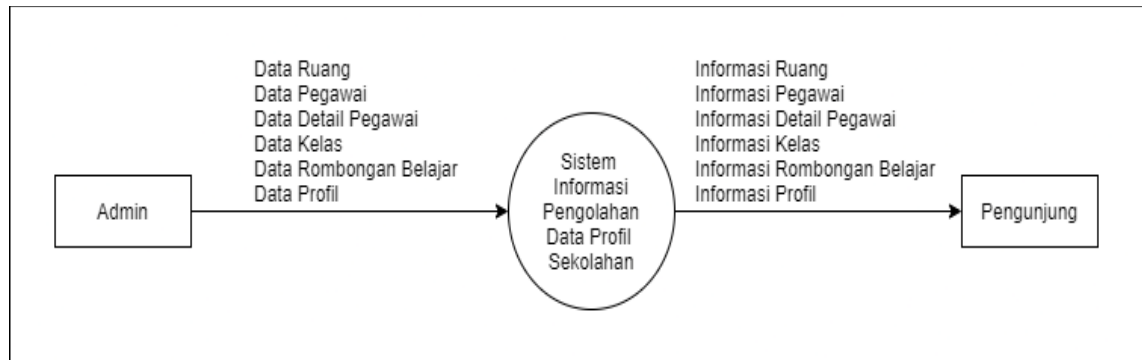 Data Ruang
Data Pegawai
Data Detail Pegawai
Data Kelas
Data Rombongan Belajar
Data Profil
Informasi Ruang
Informasi Pegawai
Informasi Detail Pegawai
Informasi Kelas
Informasi Rombongan Belajar
Informasi Profil
Admin
Sistem
Informasi
Pengolahan
Data Profil
Sekolahan
Pengunjung